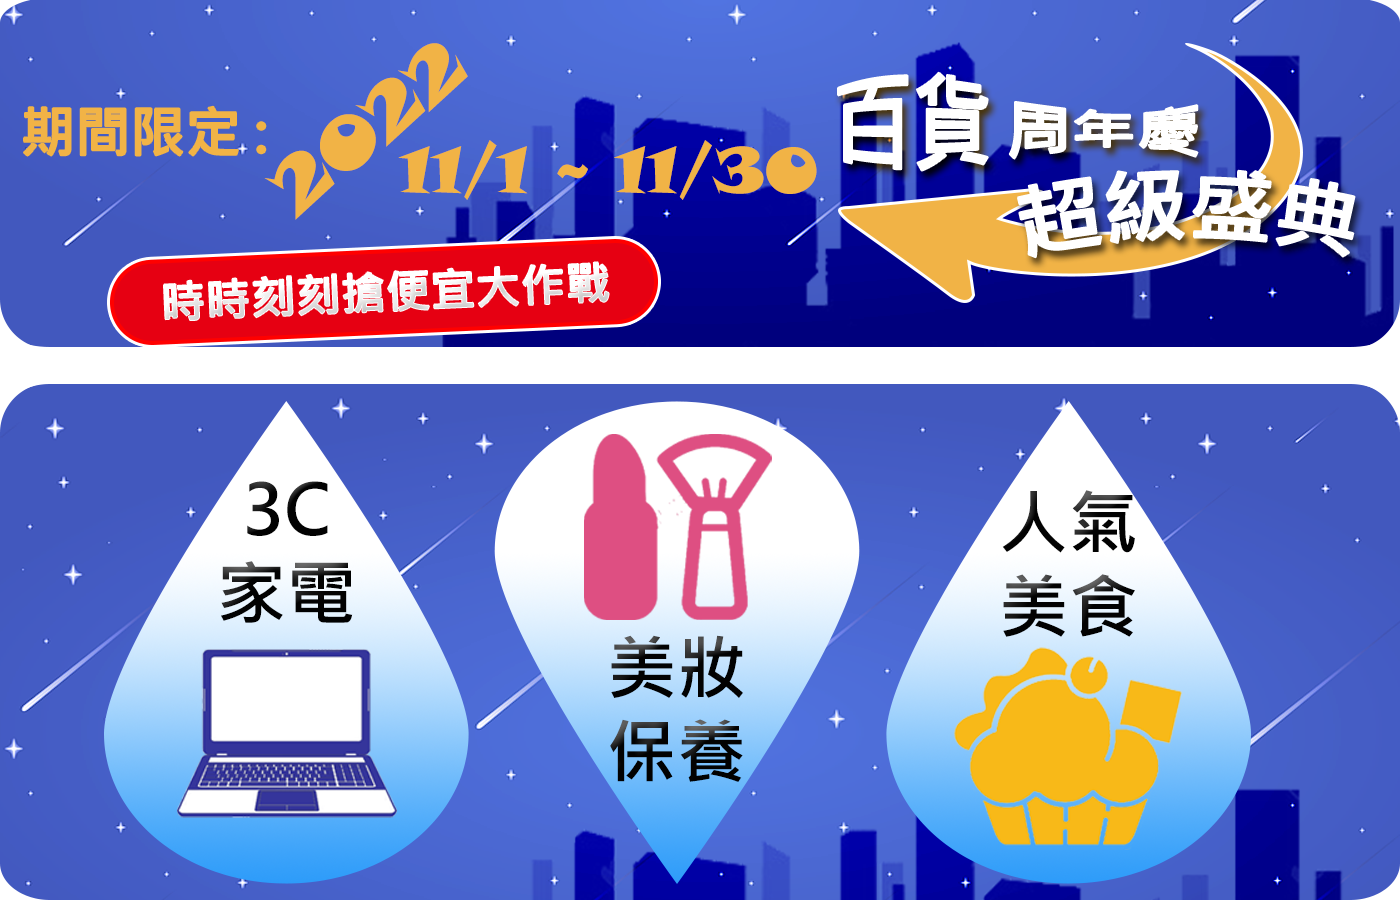 期間限定：2022
11/1 ~ 11/30
百貨周年慶
超級盛典
時時刻刻搶便宜大作戰
3C
家電
美妝
保養
人氣
美食